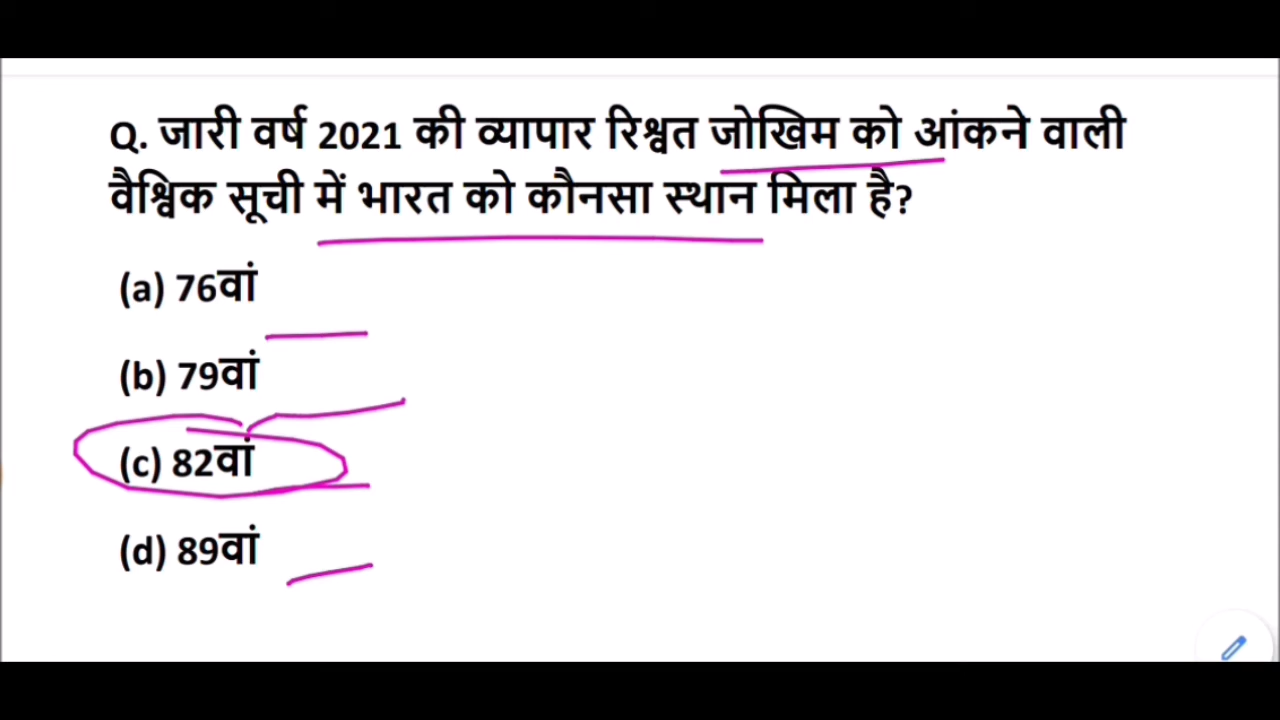 Q. जारी वर्ष 2021 की व्यापार रिश्वत जोखिम को आंकने वाली
वैश्विक सूची में भारत को कौनसा स्थान मिला है?
(a) 76वां
(b) 79वां
(c) 82वां
(d) 89वां